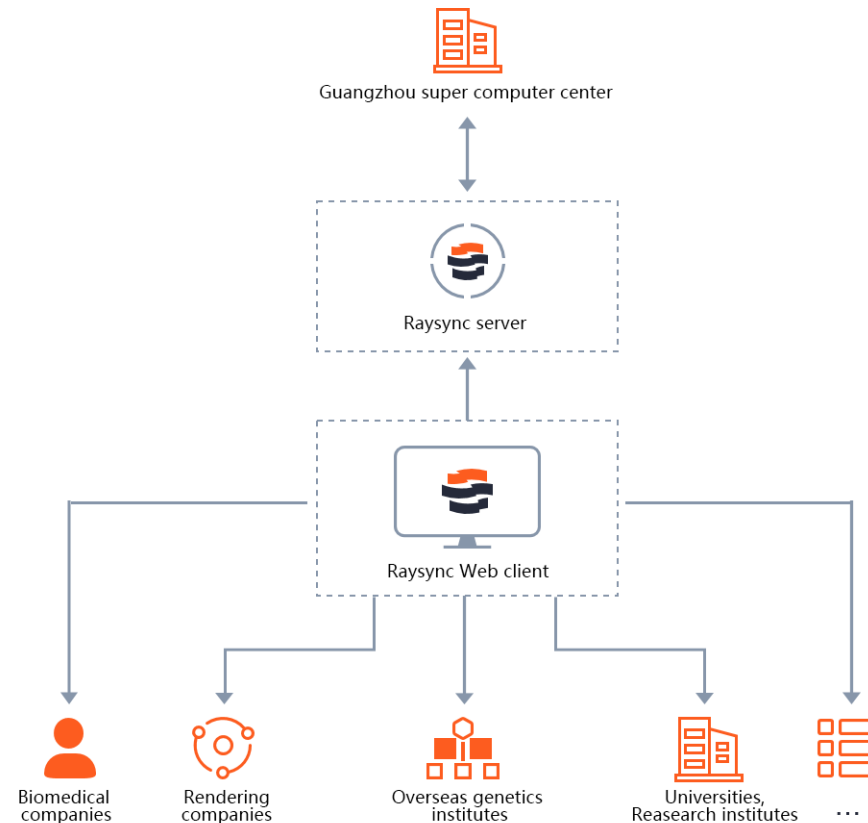 Guangzhou super computer center
Raysync server
Raysync Web client
Biomedical
companies
Rendering
companies
Overseas genetics
institutes
Universities,
Reasearch institutes
...